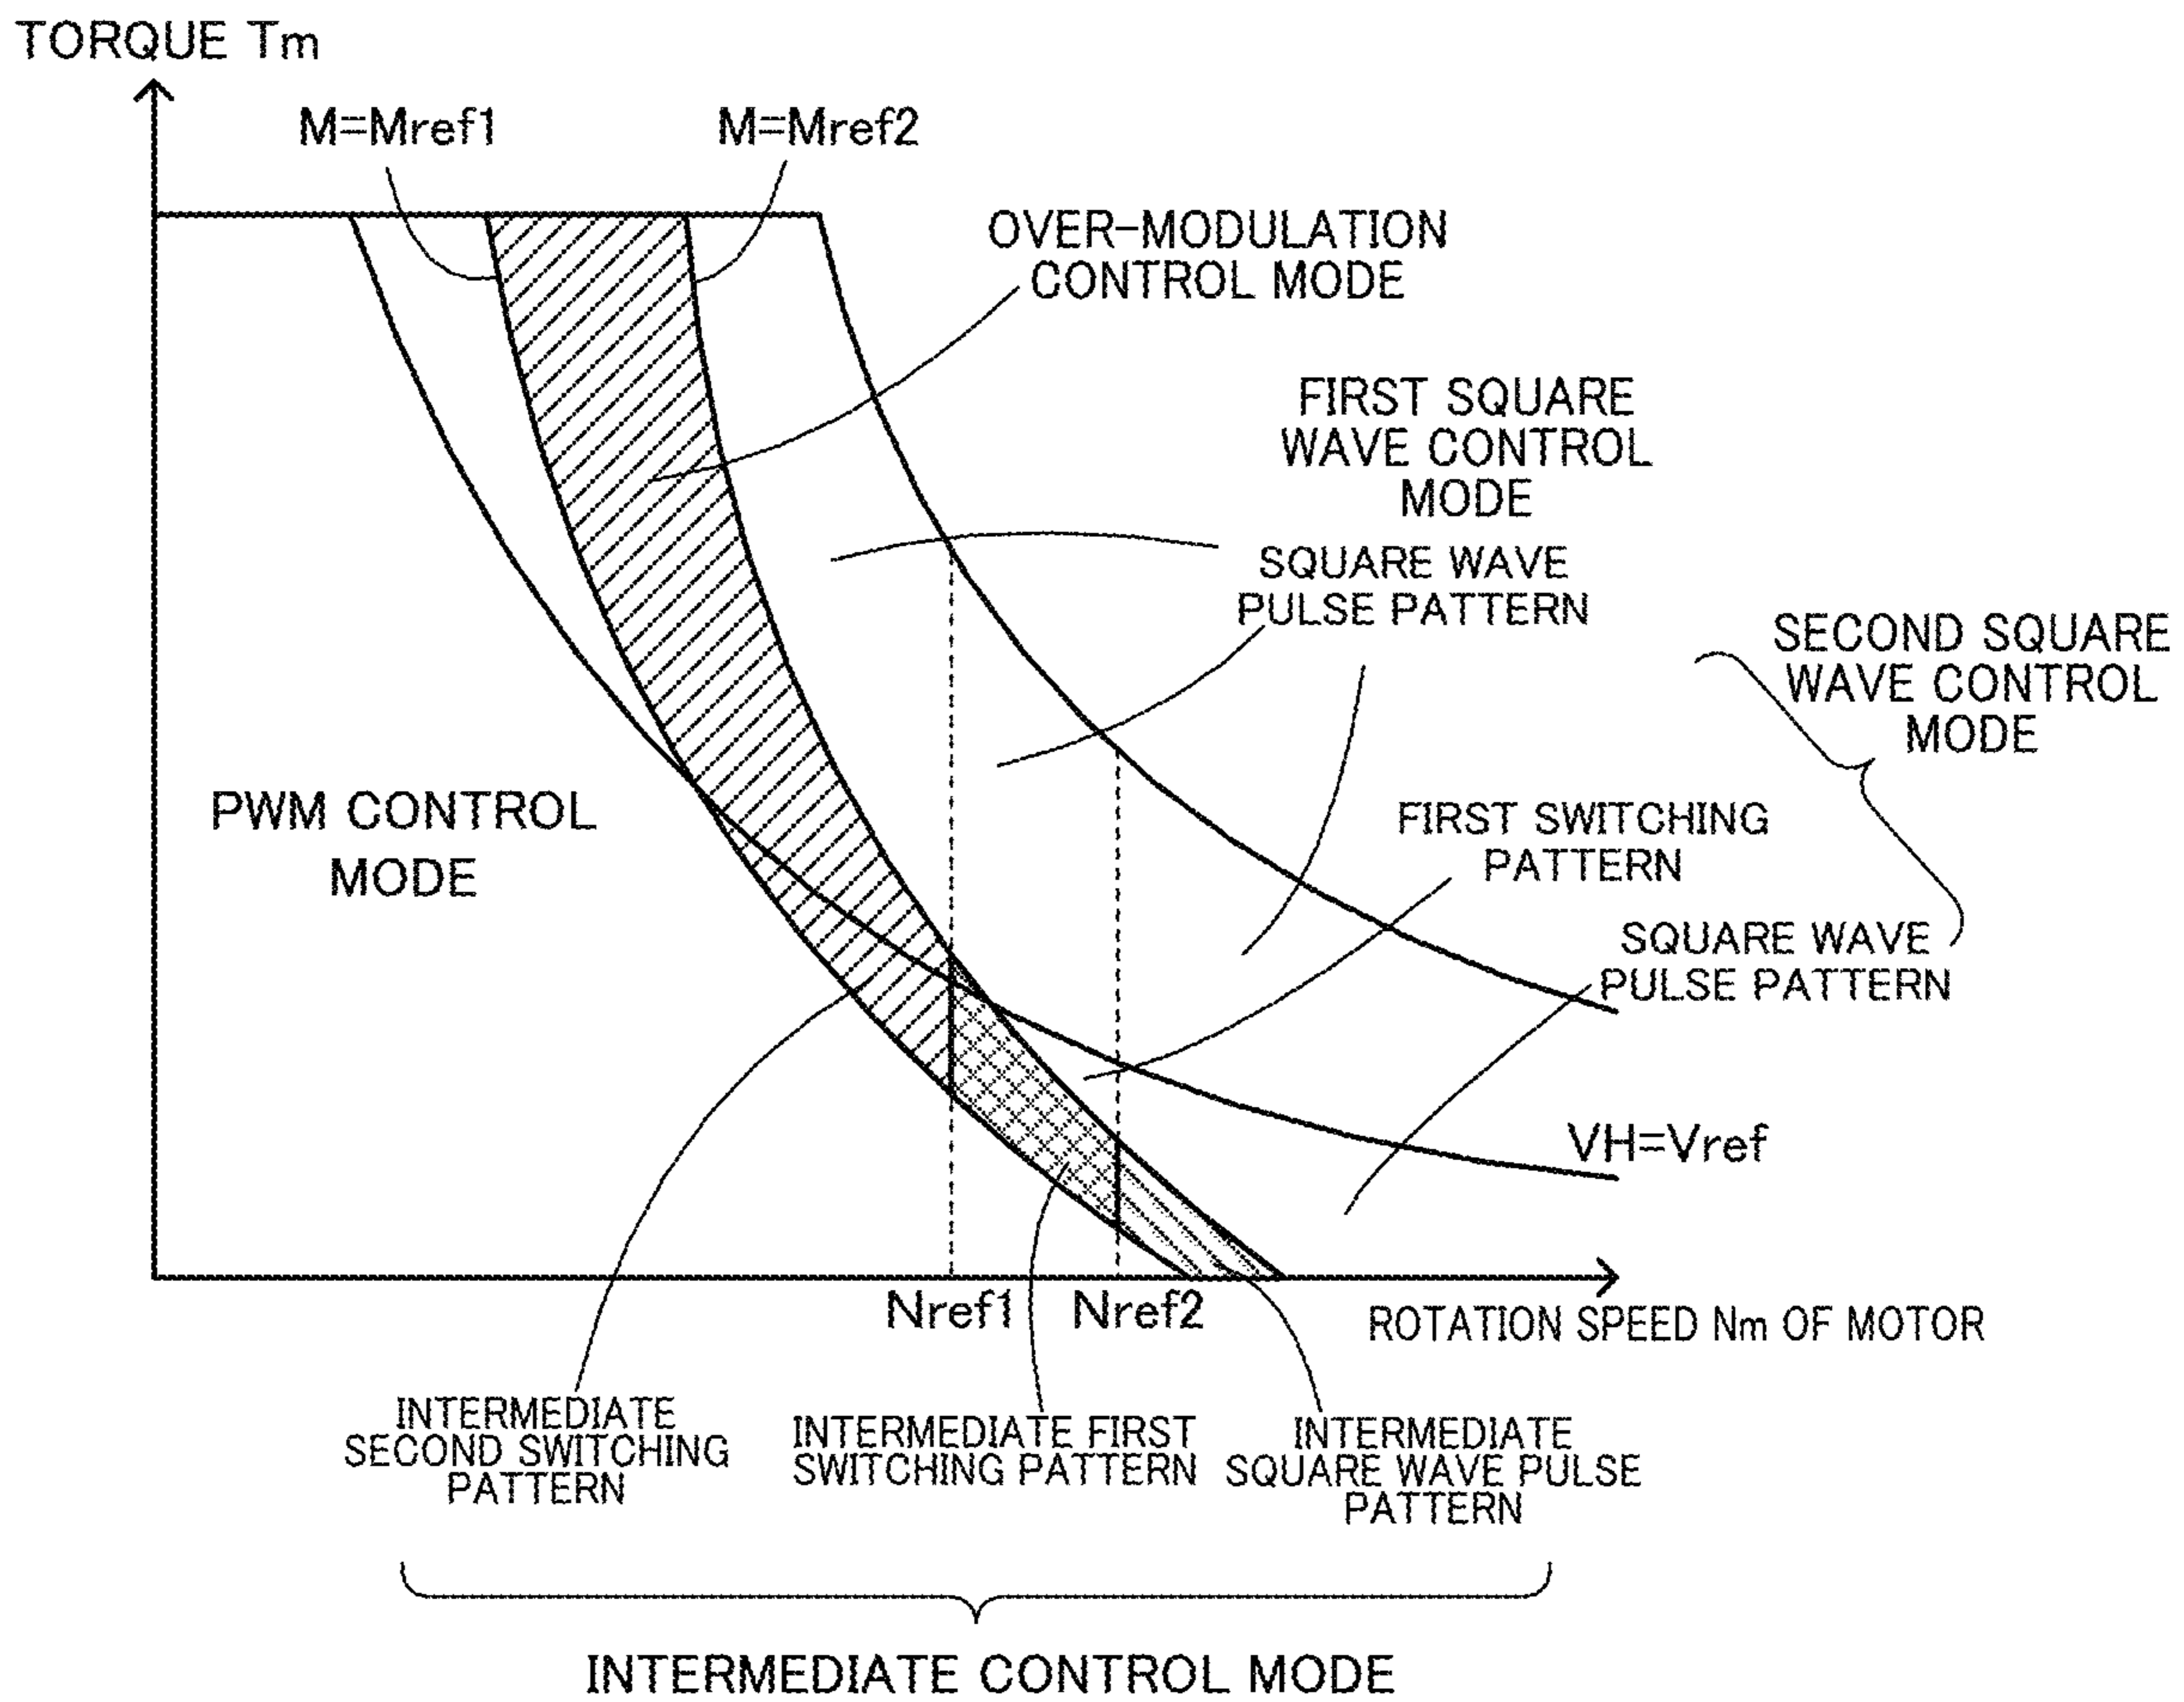 TORQUE Tm
M=Mref1
M=Mref2
OVER-MODULATION
CONTROL MODE
FIRST SQUARE
WAVE CONTROL
MODE
SQUARE WAVE
PULSE PATTERN
SECOND SQUARE
WAVE CONTROL
MODE
PWM CONTROL
MODE
FIRST SWITCHING
PATTERN
SQUARE WAVE
PULSE PATTERN
VH=Vref
Nref1
Nref2
ROTATION SPEED Nm OF MOTOR
INTERMEDIATE
SECOND SWITCHING
PATTERN
INTERMEDIATE FIRST
SWITCHING PATTERN
INTERMEDIATE
SQUARE WAVE PULSE
PATTERN
INTERMEDIATE CONTROL MODE